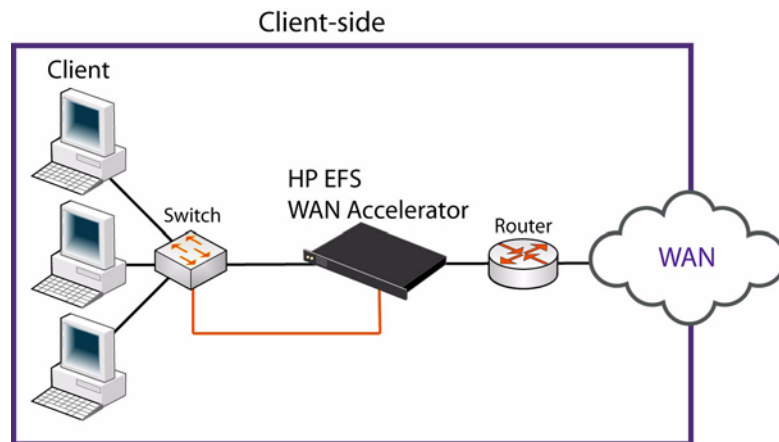 Client-side
Client
HP EFS
WAN Accelerator
Switch
Router
WAN